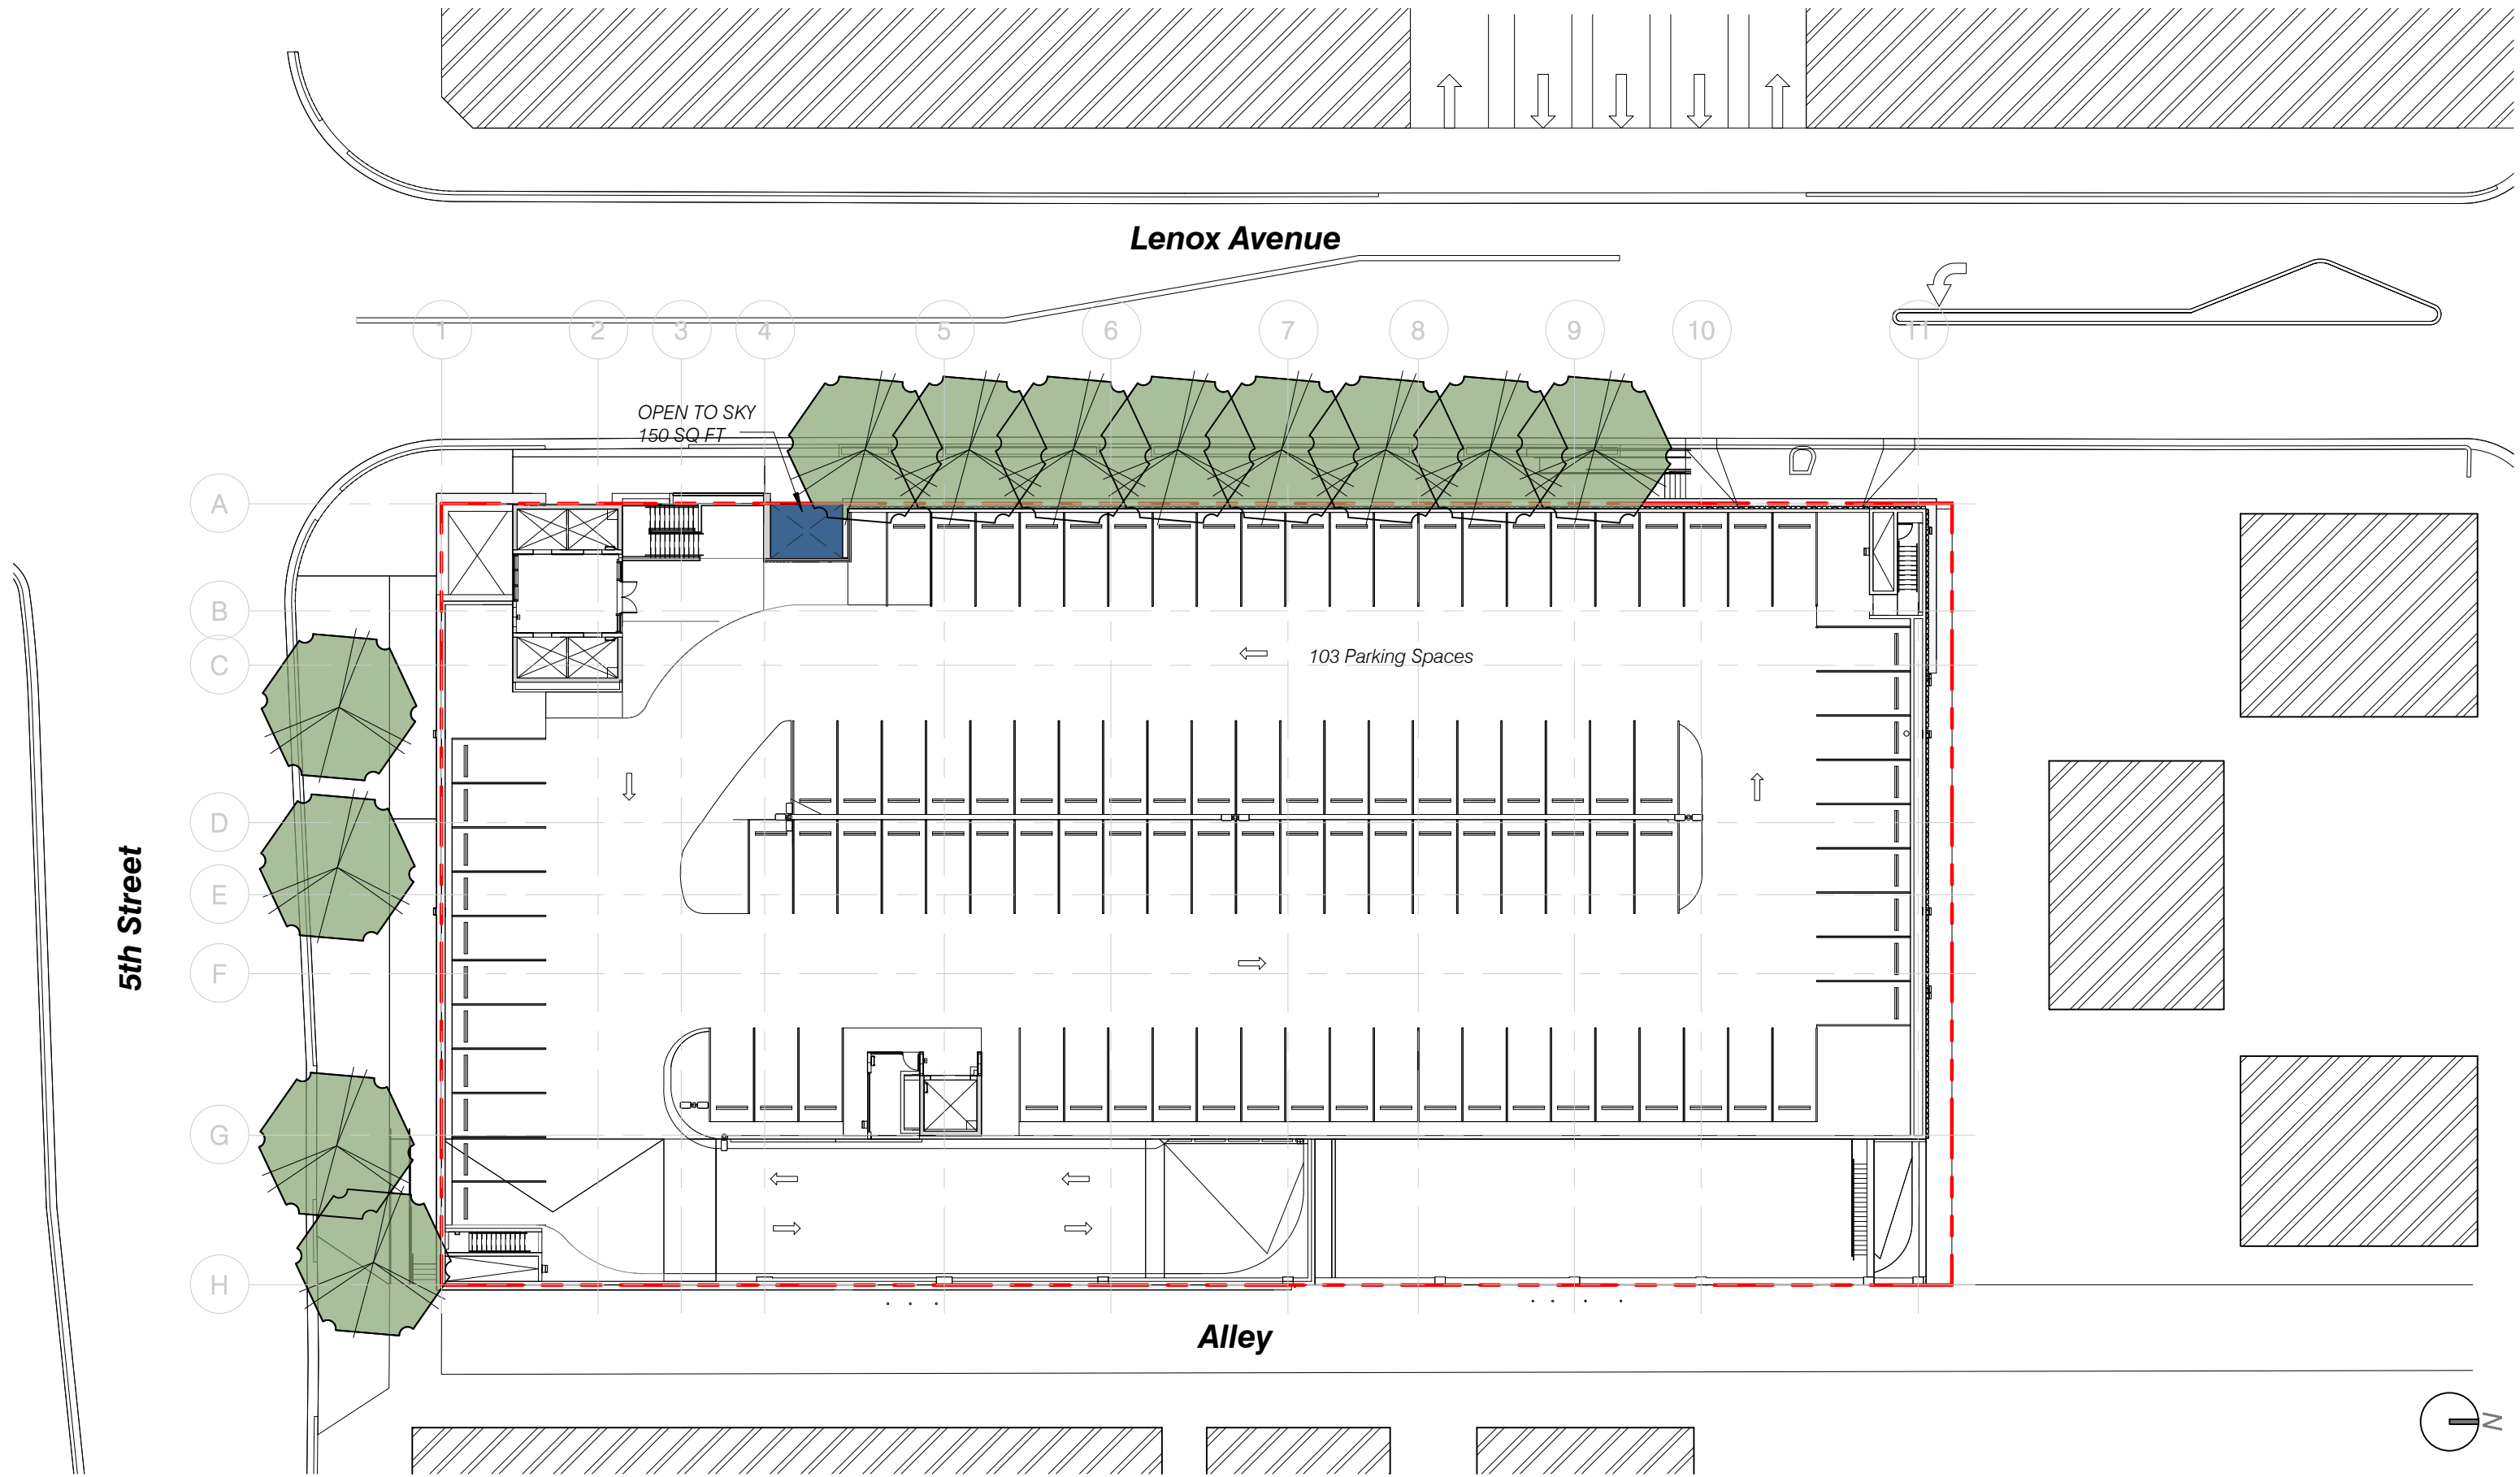 Lenox Avenue
1
2
3
4
5
6
7
8
9
10
11
OPEN TO SKY
150 SQ FT
A
B
C
103 Parking Spaces
D
5th Street
E
F
G
H
Alley
N